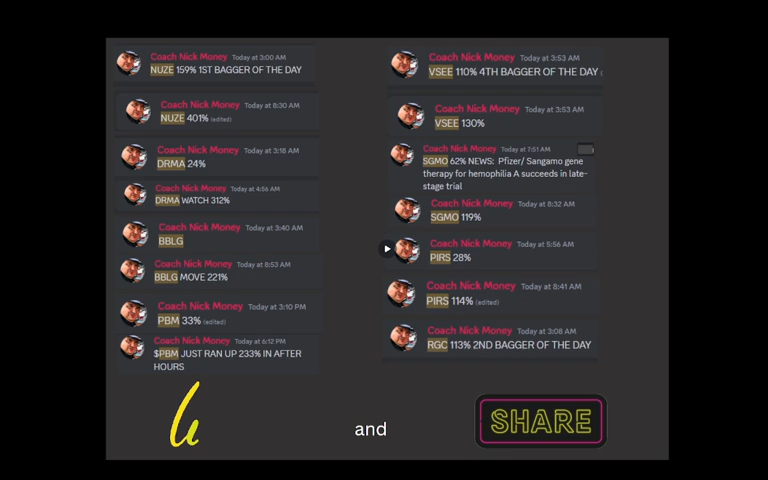 Coach Nick Money Today at 3:00 AM
NUZE 159% 1ST BAGGER OF THE DAY
Coach Nick Money Today at 8:30 AM
NUZE 401% (edited)
Coach Nick Money Today at 3:18 AM
DRMA 24%
Coach Nick Money Today at 4:56 AM
DRMA WATCH 312%
Coach Nick Money Today at 3:40 AM
BBLG
Coach Nick Money Today at 8:53 AM
BBLG MOVE 221%
Coach Nick Money Today at 3:10 PM
PBM 33% (edited)
Coach Nick Money Today at 6:12 PM
$PBM JUST RAN UP 233% IN AFTER
HOURS
Coach Nick Money Today at 3:53 AM
VSEE 110% 4TH BAGGER OF THE DAY
Coach Nick Money Today at 3:53 AM
VSEE 130%
Coach Nick Money Today at 7:51 AM
SGMO 62% NEWS: Pfizer/ Sangamo gene
therapy for hemophilia A succeeds in late-
stage trial
Coach Nick Money Today at 8:32 AM
SGMO 119%
Coach Nick Money Today at 5:56 AM
PIRS 28%
Coach Nick Money Today at 8:41 AM
PIRS 114% (edited)
Coach Nick Money Today at 3:08 AM
RGC 113% 2ND BAGGER OF THE DAY
and
SHARE